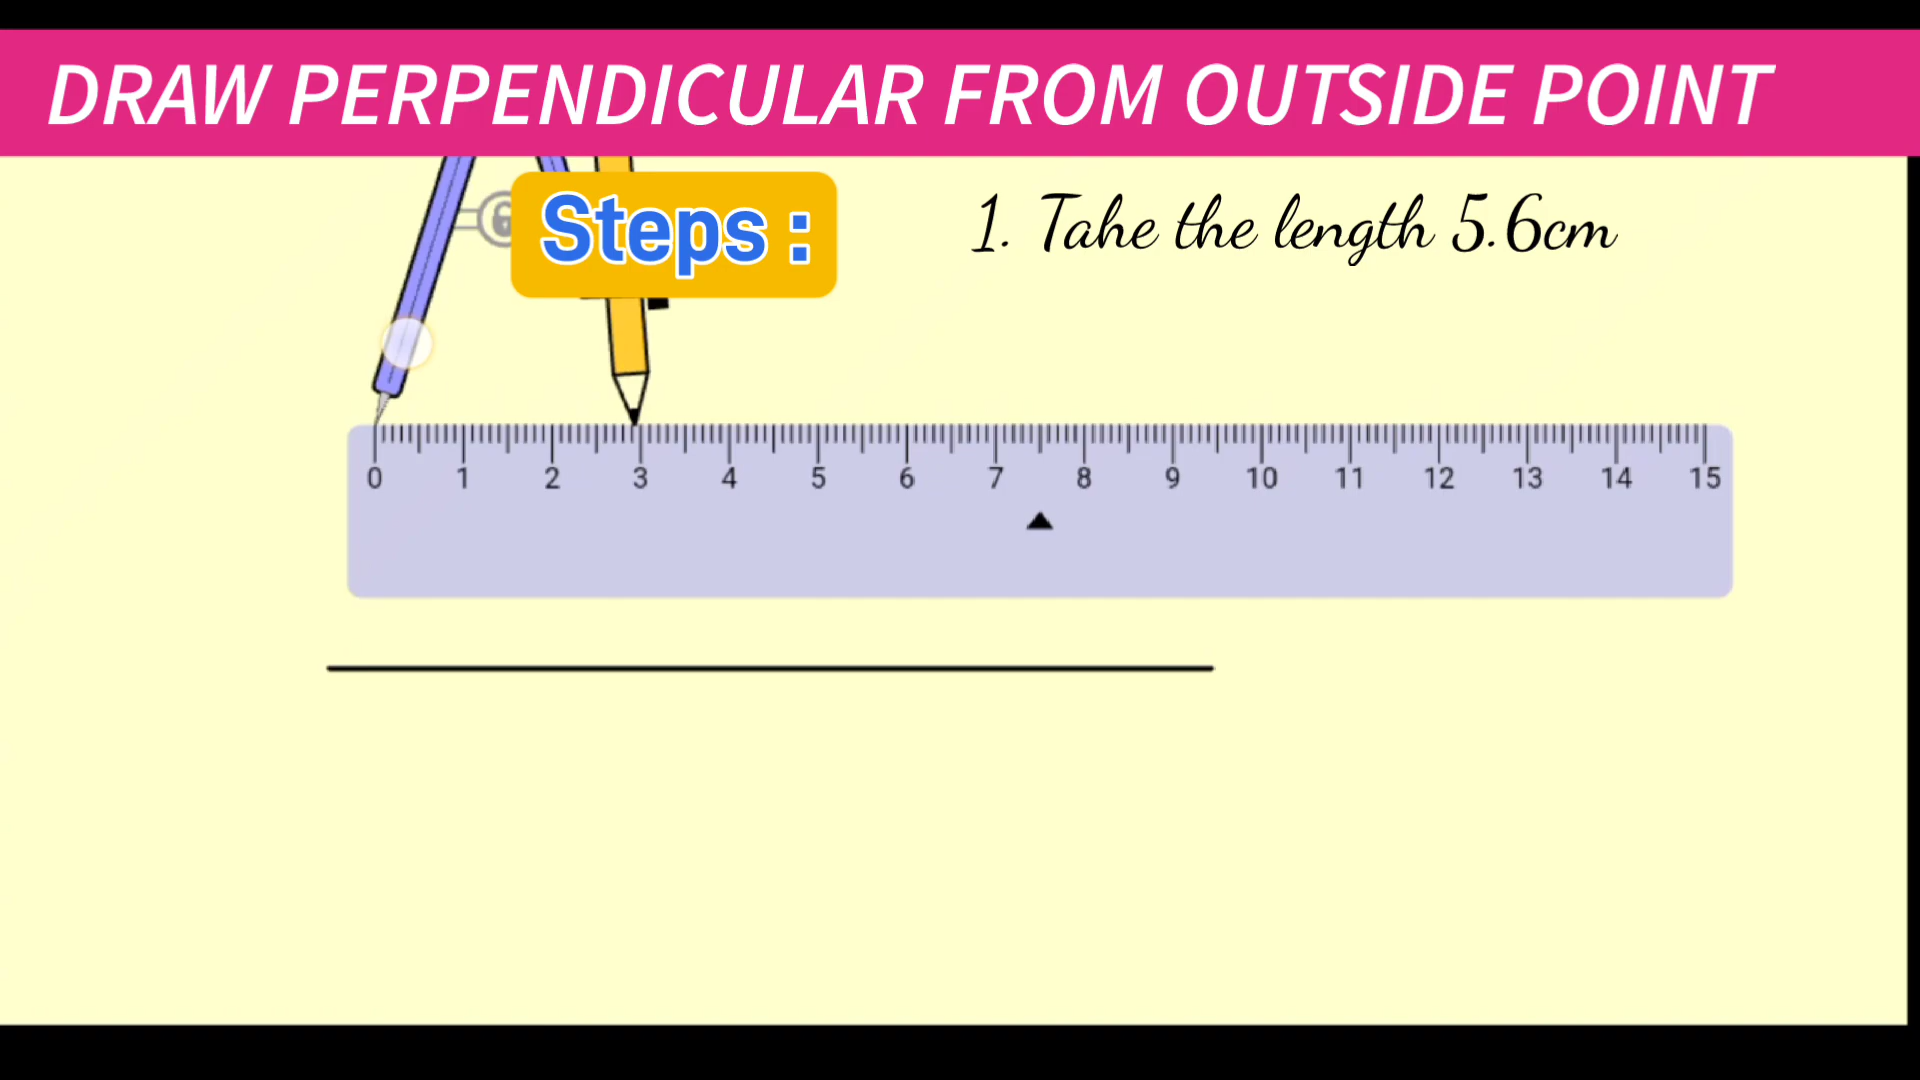 DRAW PERPENDICULAR FROM OUTSIDE POINT
Steps :
1. Take the length 5.6cm
0 1 2 3 4 5 6 7 8 9 10 11 12 13 14 15